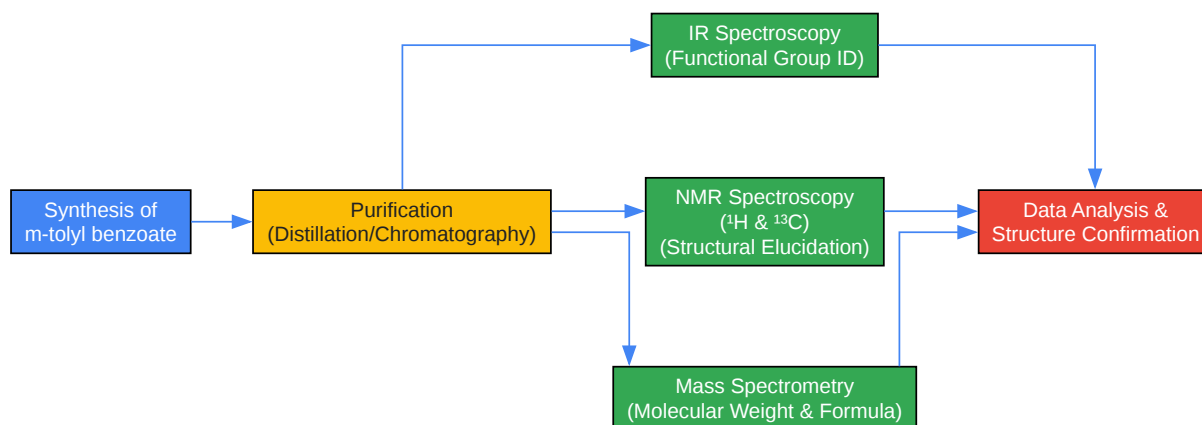 IR Spectroscopy
(Functional Group ID)
Synthesis of
m-tolyl benzoate
Purification
(Distillation/Chromatography)
NMR Spectroscopy
(¹H & ¹³C)
(Structural Elucidation)
Data Analysis &
Structure Confirmation
Mass Spectrometry
(Molecular Weight & Formula)